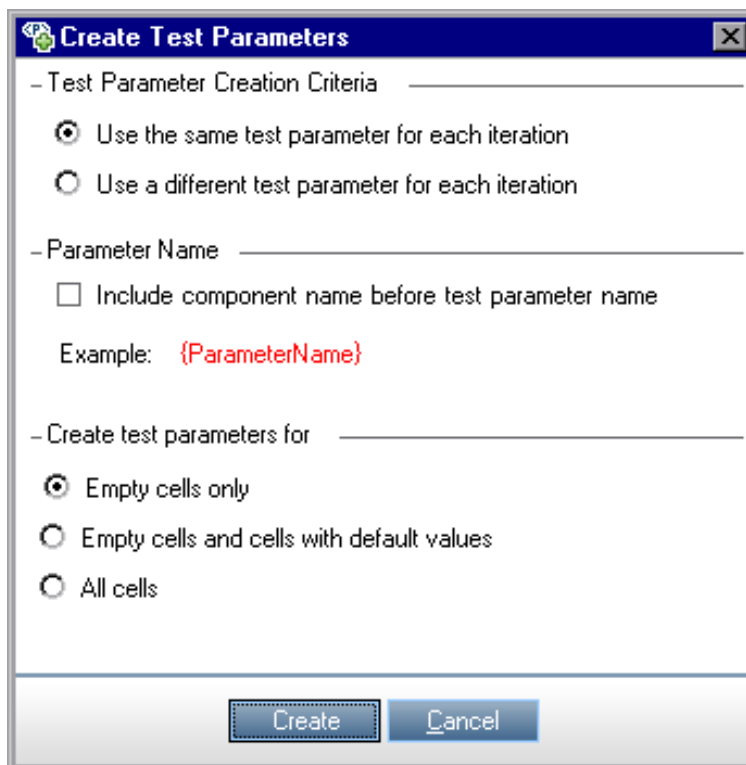 Create Test Parameters
Test Parameter Creation Criteria
Use the same test parameter for each iteration
Use a different test parameter for each iteration
Parameter Name
Include component name before test parameter name
Example: {ParameterName}
Create test parameters for
Empty cells only
Empty cells and cells with default values
All cells
Create Cancel